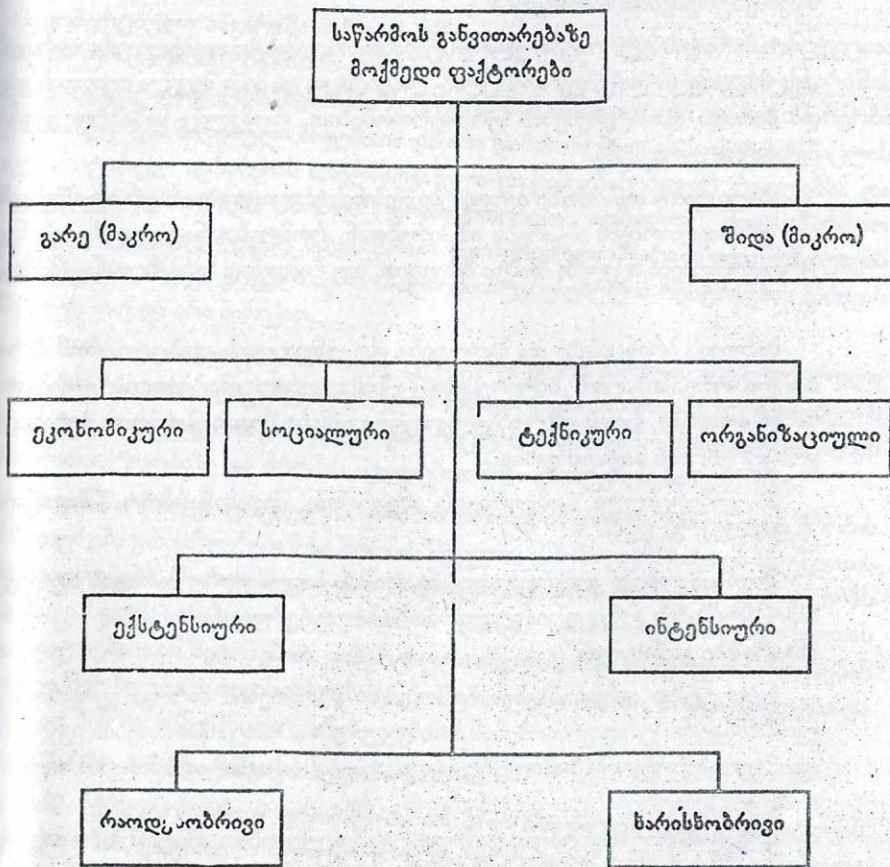 საწარმოს განვითარებაზე
მოქმედი ფაქტორები
გარე (მაკრო)
შიდა (მიკრო)
ეკონომიკური
სოციალური
ტექნიკური
ორგანიზაციული
ექსტენსიური
ინტენსიური
რაოდენობრივი
ხარისხობრივი